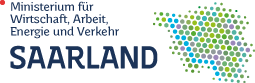 Ministerium für
Wirtschaft, Arbeit,
Energie und Verkehr
SAARLAND